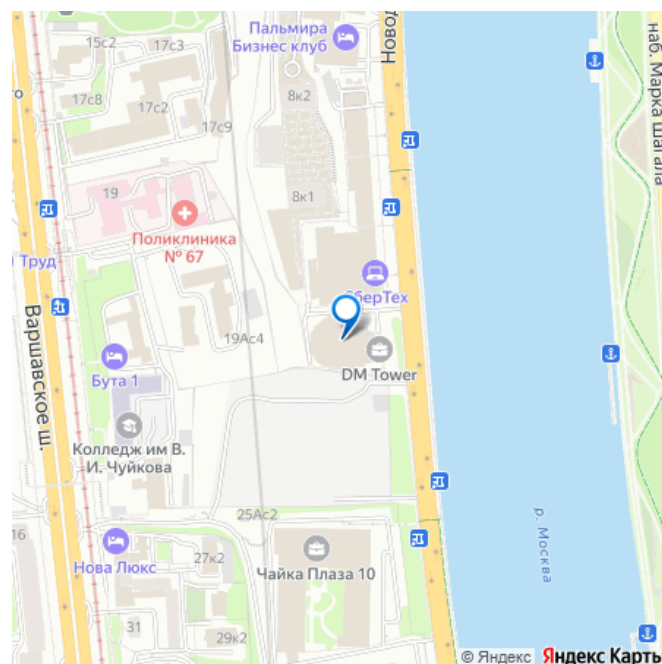 Пальмира
Бизнес клуб
Новод
наб. Марка Шагала
15с2
17с3
17с8
17с2
17с9
8к2
8к1
19
Поликлиника
№ 67
Труд
СберТех
Варшавское ш.
19Ас4
DM Tower
Бута 1
Колледж им В.
И. Чуйкова
25Ас2
16
р. Москва
Нова Люкс
27к2
Чайка Плаза 10
31
29к2
© Яндекс Яндекс Карты